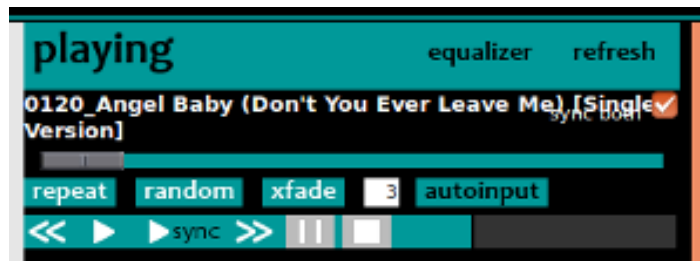 playing equalizer refresh
0120_Angel Baby (Don't You Ever Leave Me) [Single
Version]
sync both
repeat random xfade 3 autoinput
sync